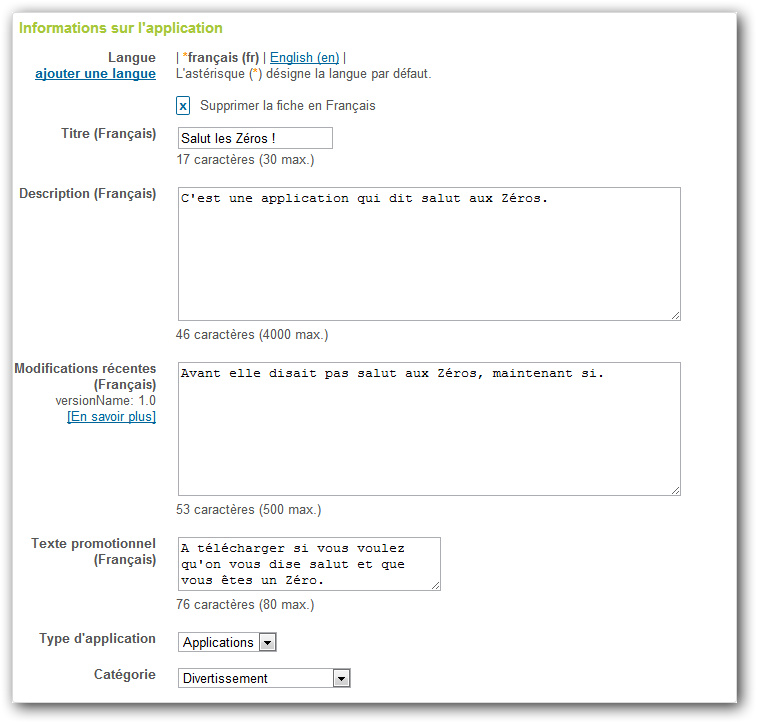 Informations sur l'application
Langue | *français (fr) | English (en) |
ajouter une langue L'astérisque (*) désigne la langue par défaut.
x Supprimer la fiche en Français
Titre (Français) Salut les Zéros !
17 caractères (30 max.)
Description (Français) C'est une application qui dit salut aux Zéros.
46 caractères (4000 max.)
Modifications récentes Avant elle disait pas salut aux Zéros, maintenant si.
(Français)
versionName: 1.0
[En savoir plus]
53 caractères (500 max.)
Texte promotionnel A télécharger si vous voulez
(Français) qu'on vous dise salut et que
vous êtes un Zéro.
76 caractères (80 max.)
Type d'application Applications
Catégorie Divertissement